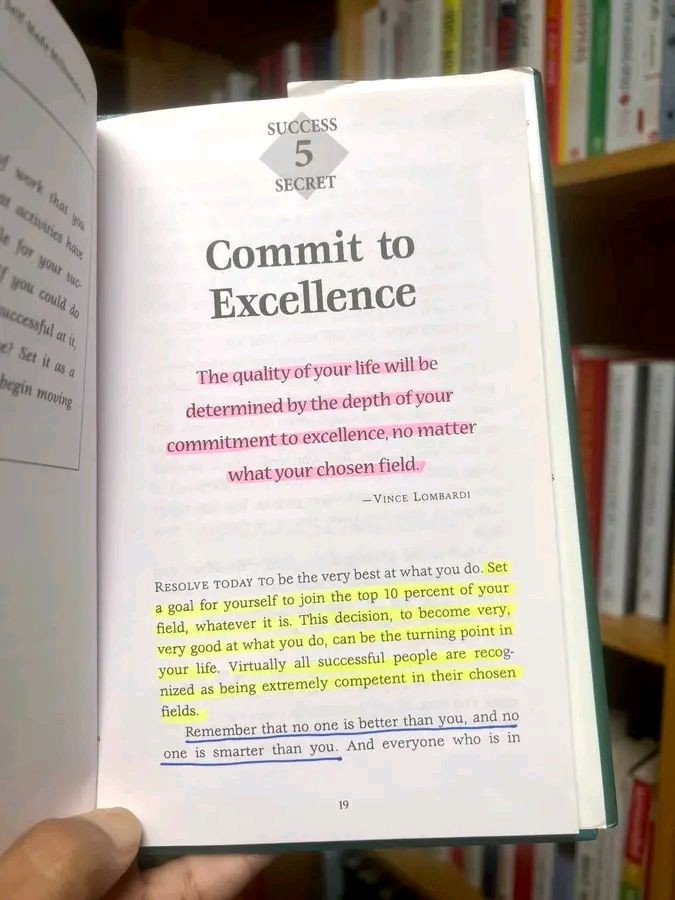 Self-Made Millionaires
of work that you
at activities have
le for your suc-
f you could do
successful at it,
e? Set it as a
begin moving
SUCCESS
5
SECRET
Commit to
Excellence
The quality of your life will be
determined by the depth of your
commitment to excellence, no matter
what your chosen field.
—VINCE LOMBARDI
RESOLVE TODAY TO be the very best at what you do. Set
a goal for yourself to join the top 10 percent of your
field, whatever it is. This decision, to become very,
very good at what you do, can be the turning point in
your life. Virtually all successful people are recog-
nized as being extremely competent in their chosen
fields.
Remember that no one is better than you, and no
one is smarter than you. And everyone who is in
19